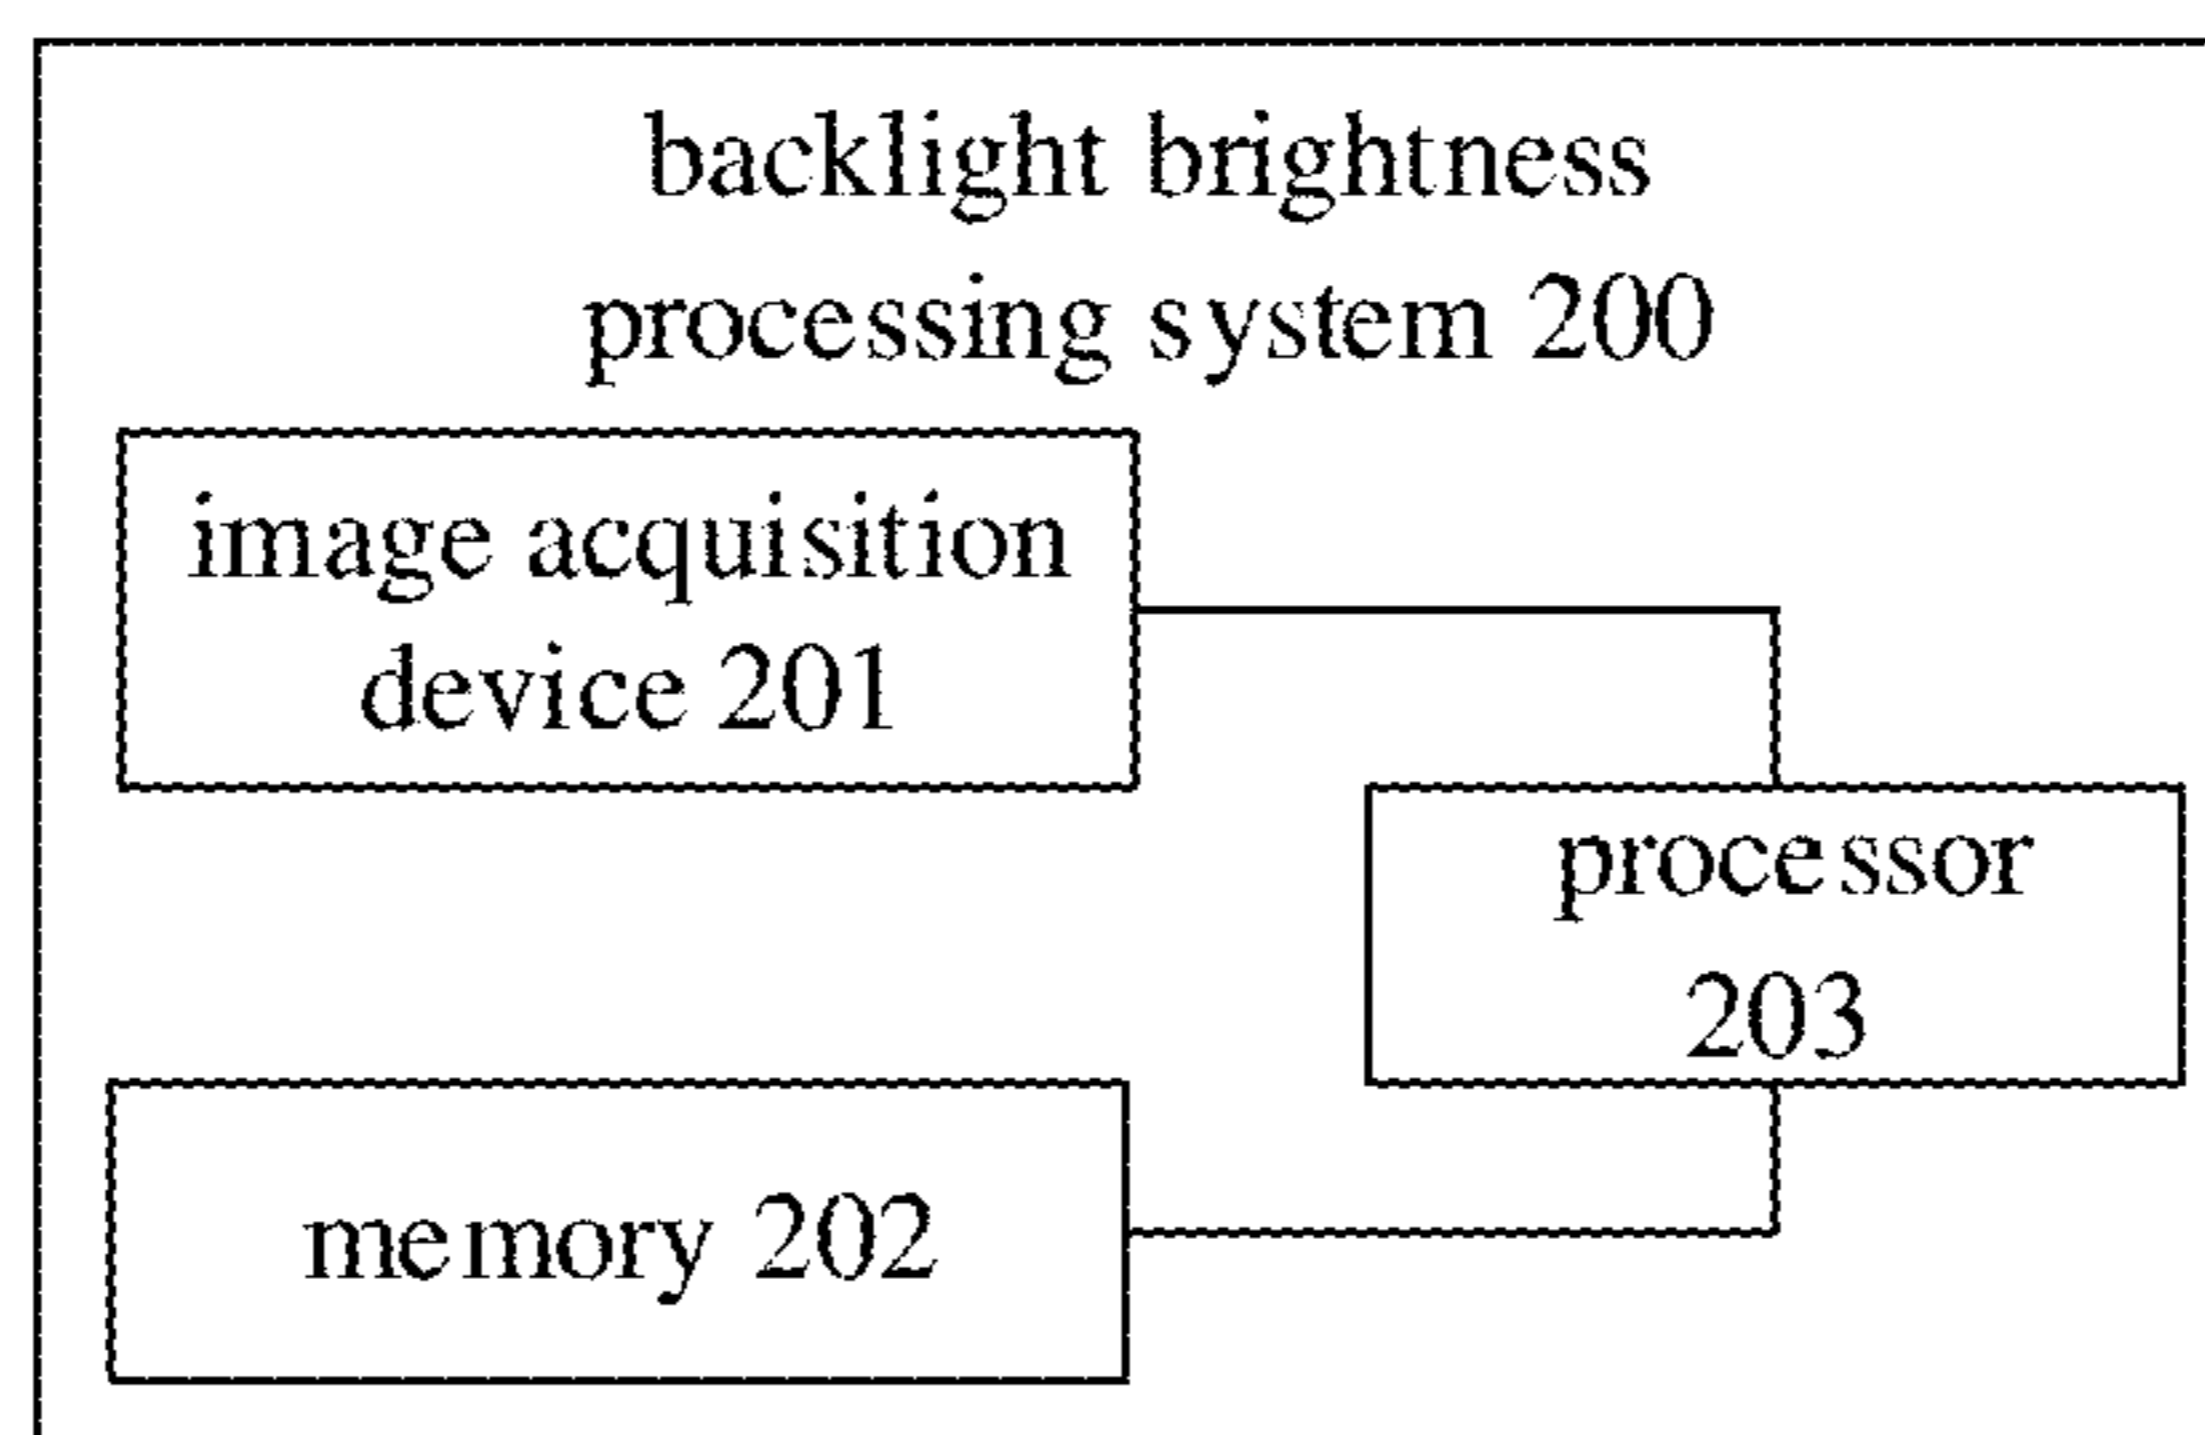 backlight brightness
processing system 200
image acquisition
device 201
processor
203
memory 202